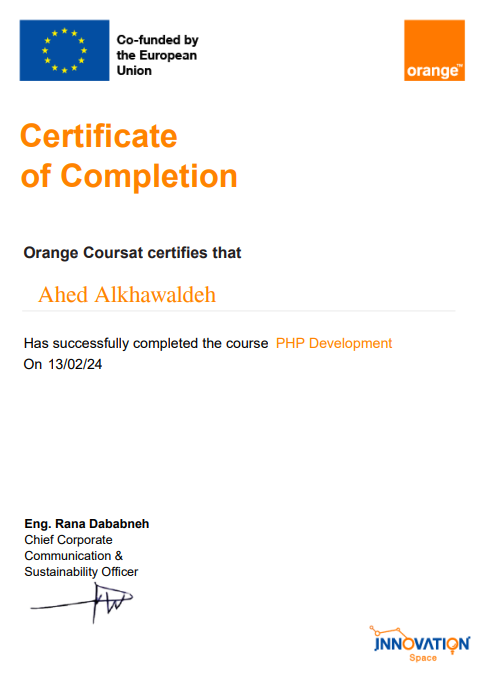 Co-funded by
the European
Union
orange™
Certificate
of Completion
Orange Coursat certifies that
Ahed Alkhawaldeh
Has successfully completed the course PHP Development
On 13/02/24
Eng. Rana Dababneh
Chief Corporate
Communication &
Sustainability Officer
INNOVATION
Space